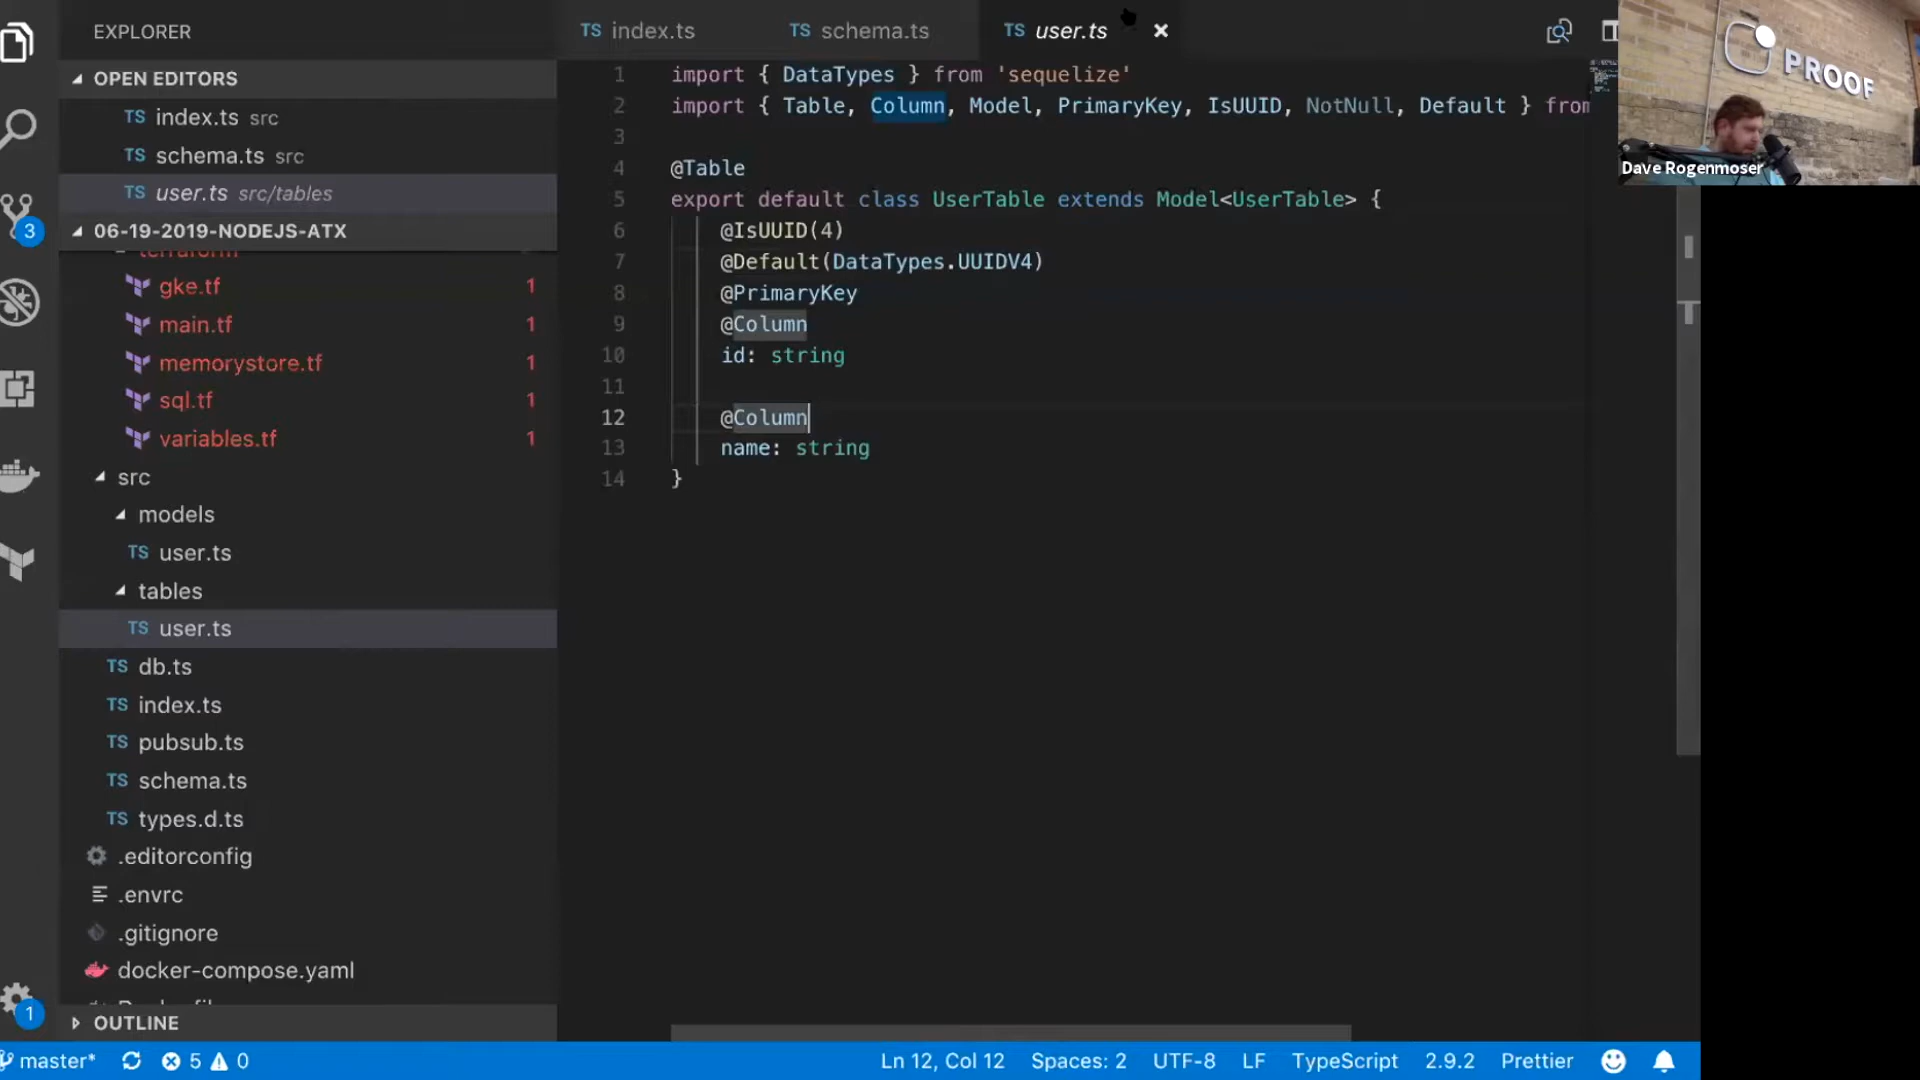 EXPLORER
OPEN EDITORS
TS index.ts src
TS schema.ts src
TS user.ts src/tables
06-19-2019-NODEJS-ATX
terraform
gke.tf 1
main.tf 1
memorystore.tf 1
sql.tf 1
variables.tf 1
src
models
TS user.ts
tables
TS user.ts
TS db.ts
TS index.ts
TS pubsub.ts
TS schema.ts
TS types.d.ts
.editorconfig
.envrc
.gitignore
docker-compose.yaml
OUTLINE
3
1
TS index.ts TS schema.ts TS user.ts
1 import { DataTypes } from 'sequelize'
2 import { Table, Column, Model, PrimaryKey, IsUUID, NotNull, Default } from
3
4 @Table
5 export default class UserTable extends Model<UserTable> {
6 @IsUUID(4)
7 @Default(DataTypes.UUIDV4)
8 @PrimaryKey
9 @Column
10 id: string
11
12 @Column
13 name: string
14 }
PROOF
Dave Rogenmoser
master* 5 0 Ln 12, Col 12 Spaces: 2 UTF-8 LF TypeScript 2.9.2 Prettier